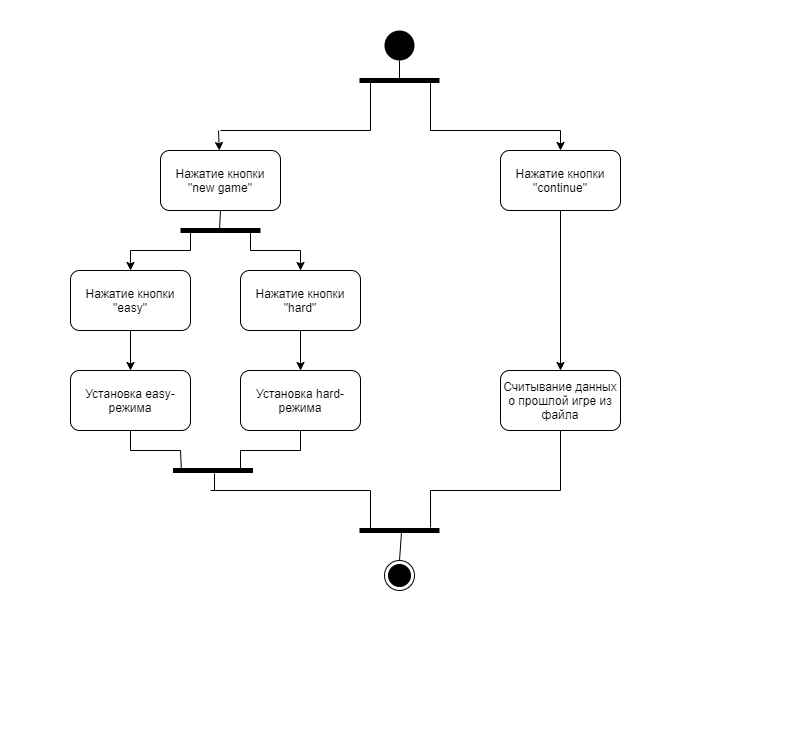 Нажатие кнопки
"new game"
Нажатие кнопки
"continue"
Нажатие кнопки
"easy"
Нажатие кнопки
"hard"
Установка easy-
режима
Установка hard-
режима
Считывание данных
о прошлой игре из
файла